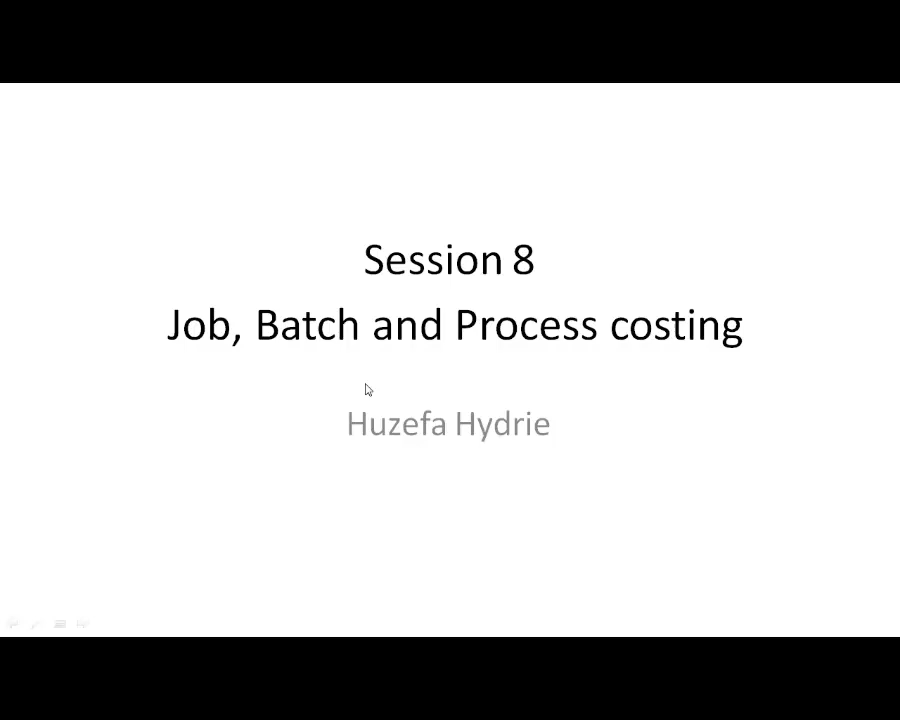 Session 8
Job, Batch and Process costing
Huzefa Hydrie